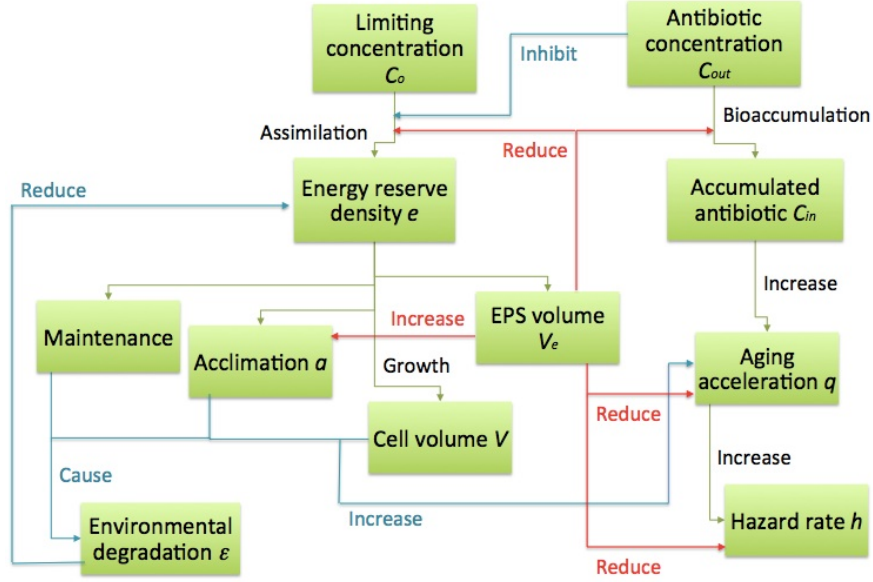 Limiting
concentration
Co
Antibiotic
concentration
Cout
Inhibit
Bioaccumulation
Assimilation
Reduce
Reduce
Energy reserve
density e
Accumulated
antibiotic Cin
Increase
Maintenance
Acclimation a
Increase
EPS volume
Ve
Growth
Aging
acceleration q
Reduce
Cell volume V
Cause
Increase
Increase
Environmental
degradation ε
Hazard rate h
Reduce